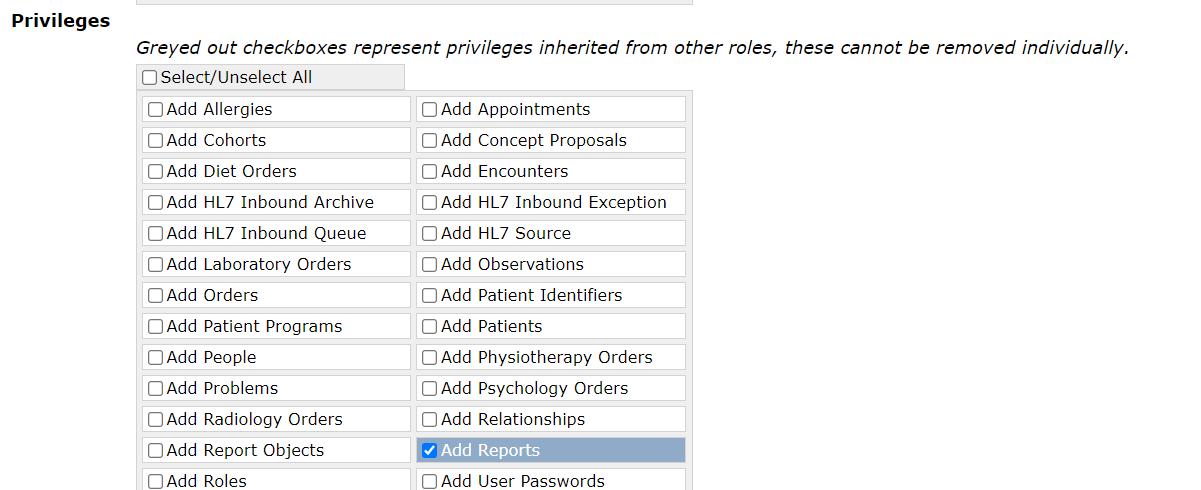 Privileges
Greyed out checkboxes represent privileges inherited from other roles, these cannot be removed individually.
Select/Unselect All
Add Allergies
Add Appointments
Add Cohorts
Add Concept Proposals
Add Diet Orders
Add Encounters
Add HL7 Inbound Archive
Add HL7 Inbound Exception
Add HL7 Inbound Queue
Add HL7 Source
Add Laboratory Orders
Add Observations
Add Orders
Add Patient Identifiers
Add Patient Programs
Add Patients
Add People
Add Physiotherapy Orders
Add Problems
Add Psychology Orders
Add Radiology Orders
Add Relationships
Add Report Objects
Add Reports
Add Roles
Add User Passwords